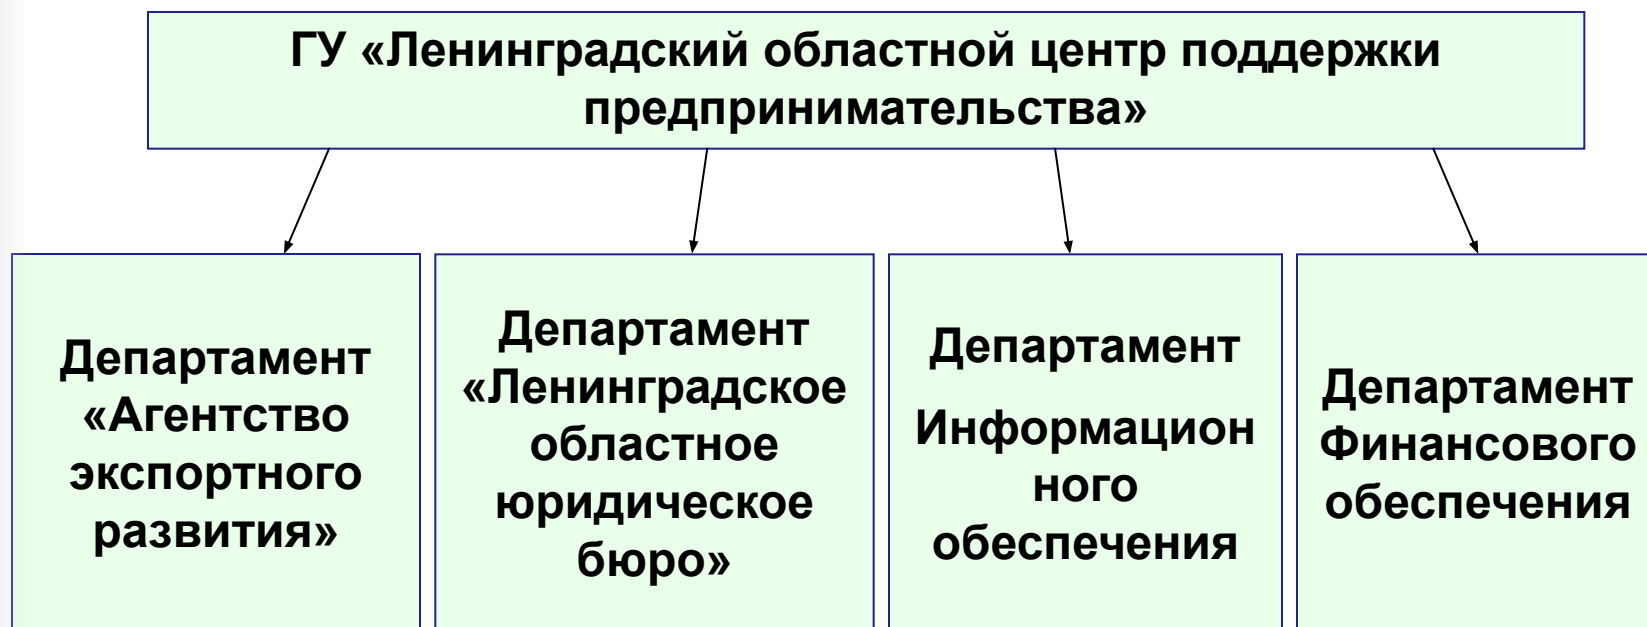 ГУ «Ленинградский областной центр поддержки
предпринимательства»
Департамент
«Агентство
экспортного
развития»
Департамент
«Ленинградское
областное
юридическое
бюро»
Департамент
Информацион
ного
обеспечения
Департамент
Финансового
обеспечения